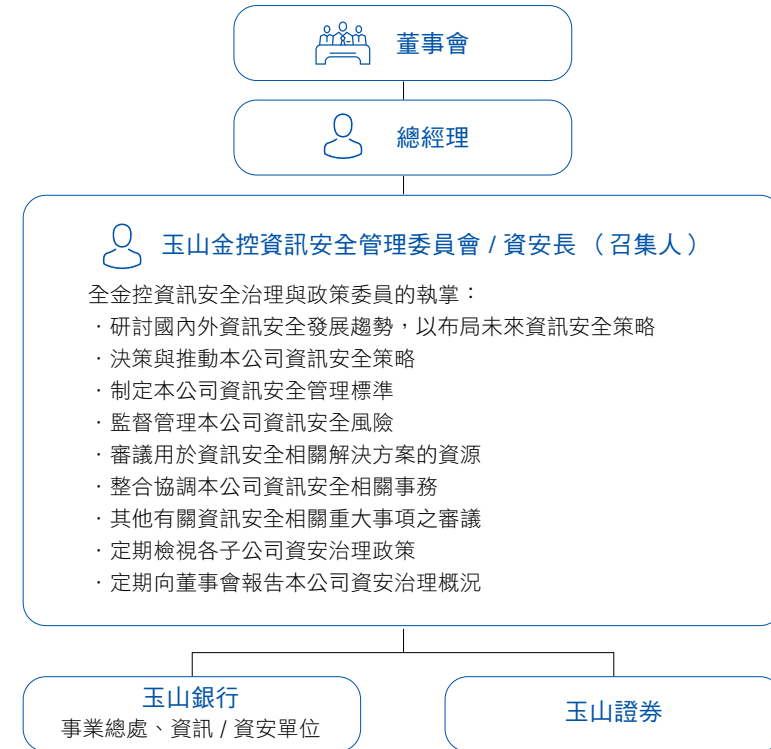 董事會
總經理
玉山金控資訊安全管理委員會 / 資安長 （召集人）
全金控資訊安全治理與政策委員的執掌：
‧研討國內外資訊安全發展趨勢，以布局未來資訊安全策略
‧決策與推動本公司資訊安全策略
‧制定本公司資訊安全管理標準
‧監督管理本公司資訊安全風險
‧審議用於資訊安全相關解決方案的資源
‧整合協調本公司資訊安全相關事務
‧其他有關資訊安全相關重大事項之審議
‧定期檢視各子公司資安治理政策
‧定期向董事會報告本公司資安治理概況
玉山銀行
事業總處、資訊 / 資安單位
玉山證券